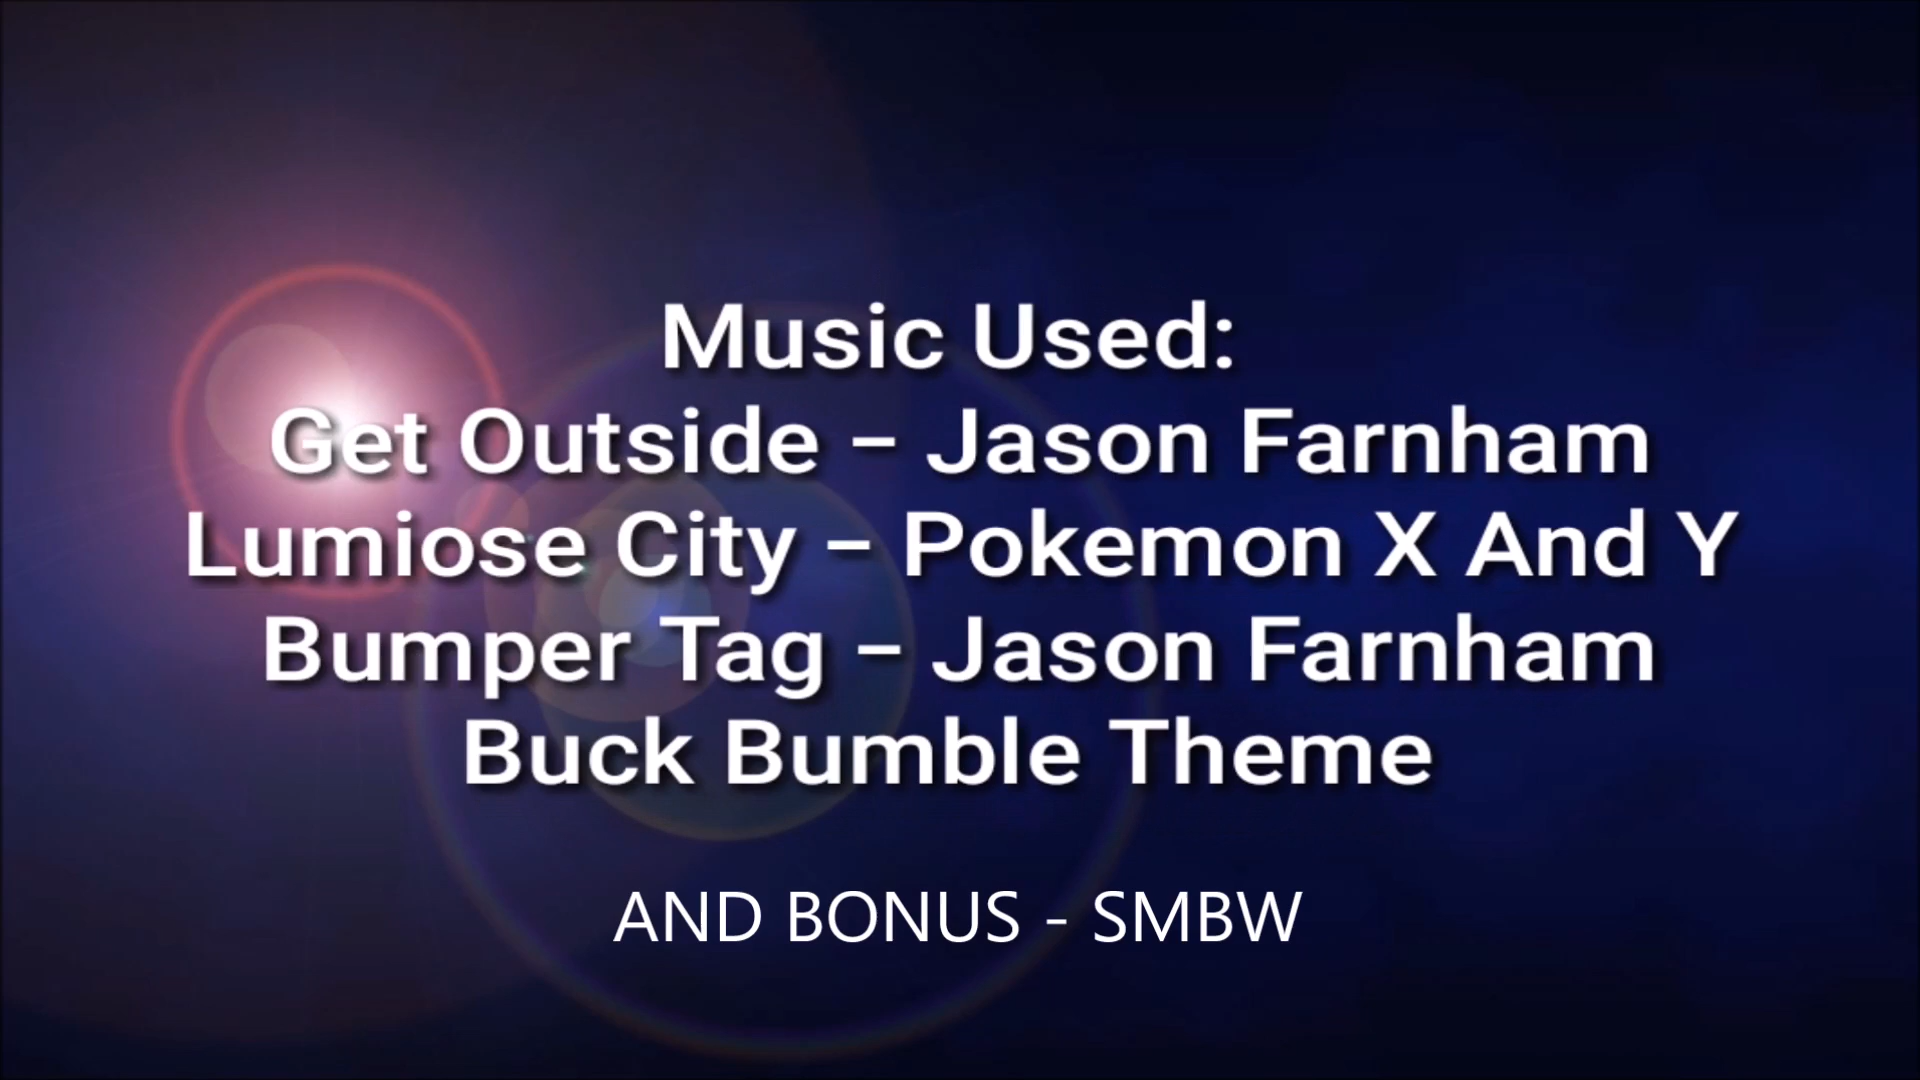 Music Used:
Get Outside – Jason Farnham
Lumiose City – Pokemon X And Y
Bumper Tag – Jason Farnham
Buck Bumble Theme
AND BONUS - SMBW